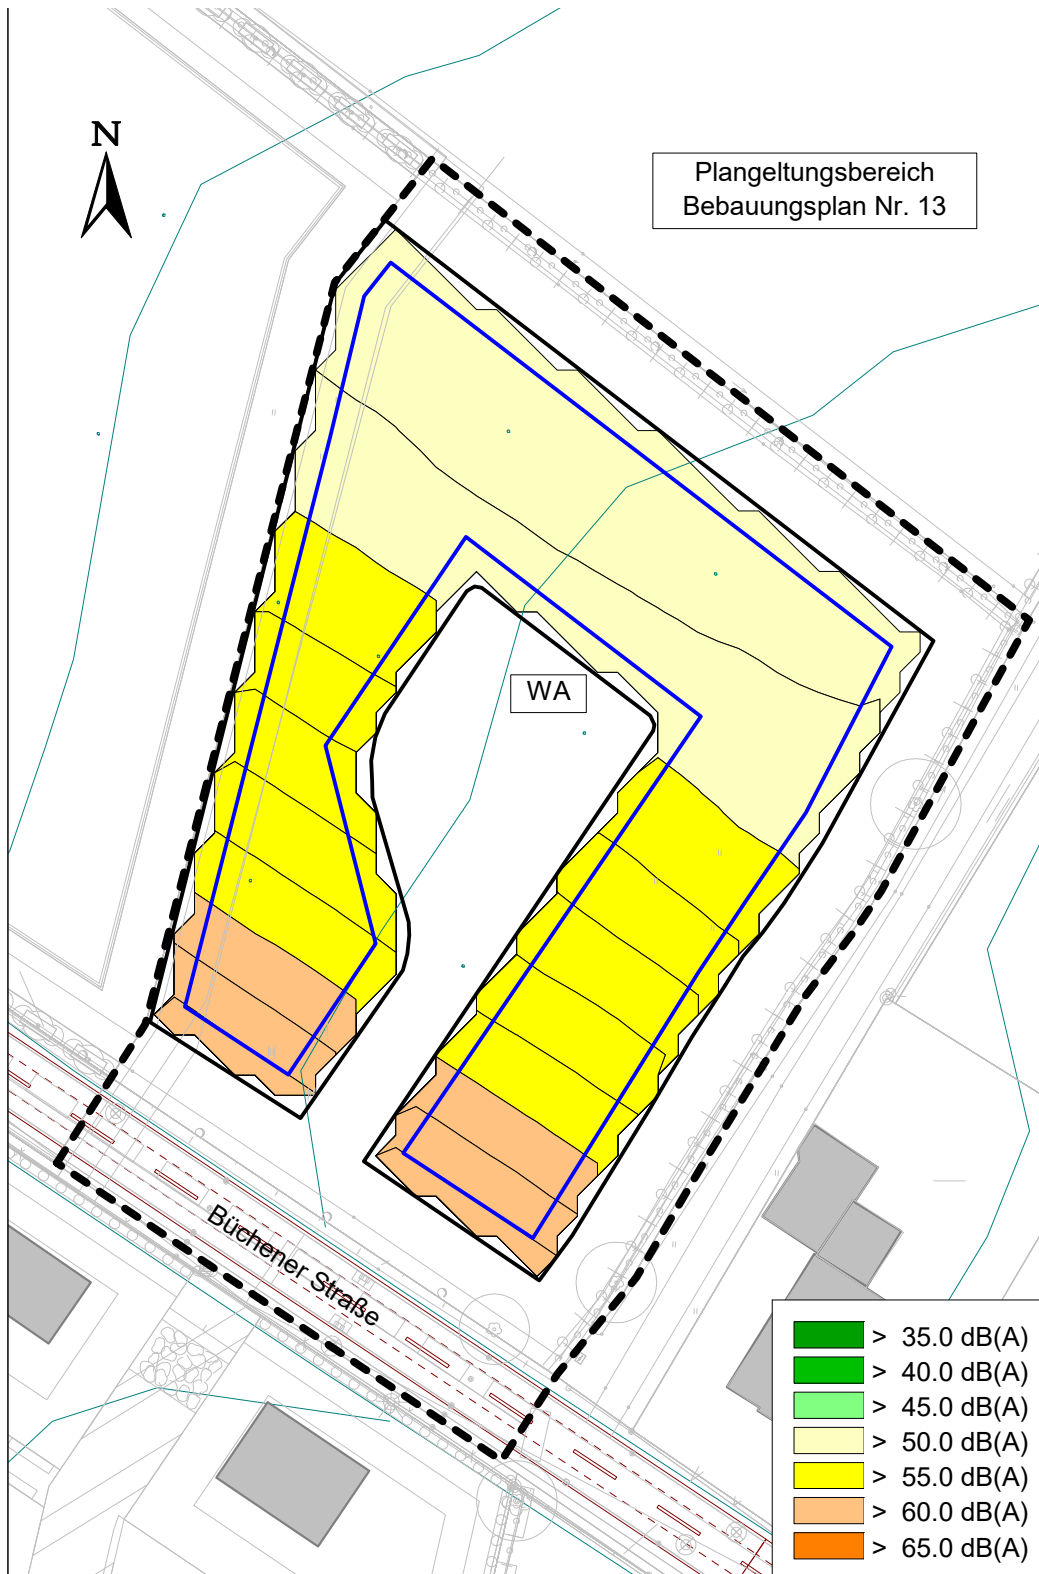 N
Plangeltungsbereich
Bebauungsplan Nr. 13
WA
Büchener Straße
> 35.0 dB(A)
> 40.0 dB(A)
> 45.0 dB(A)
> 50.0 dB(A)
> 55.0 dB(A)
> 60.0 dB(A)
> 65.0 dB(A)